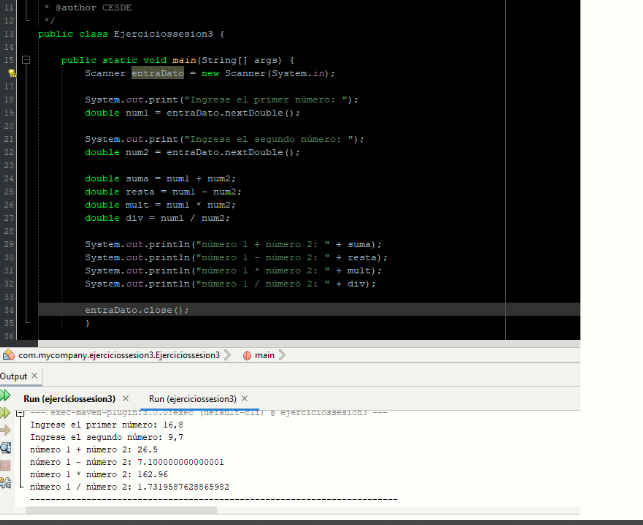 11 * @author CESDE
12 */
13 public class Ejerciciossesion3 {
14
15 public static void main(String[] args) {
Scanner entraDato = new Scanner(System.in);
17
18 System.out.print("Ingrese el primer número: ");
19 double num1 = entraDato.nextDouble();
20
21 System.out.print("Ingrese el segundo número: ");
22 double num2 = entraDato.nextDouble();
23
24 double suma = num1 + num2;
25 double resta = num1 - num2;
26 double mult = num1 * num2;
27 double div = num1 / num2;
28
29 System.out.println("número 1 + número 2: " + suma);
30 System.out.println("número 1 - número 2: " + resta);
31 System.out.println("número 1 * número 2: " + mult);
32 System.out.println("número 1 / número 2: " + div);
33
34 entraDato.close();
35 }
36
com.mycompany.ejerciciossesion3.Ejerciciossesion3 main
Output ×
Run (ejerciciossesion3) × Run (ejerciciossesion3) ×
--- exec-maven-plugin:3.0.0:exec (default-cli) @ ejerciciossesion3 ---
Ingrese el primer número: 16,8
Ingrese el segundo número: 9,7
número 1 + número 2: 26.5
número 1 - número 2: 7.100000000000001
número 1 * número 2: 162.96
número 1 / número 2: 1.7319587628865982
------------------------------------------------------------------------